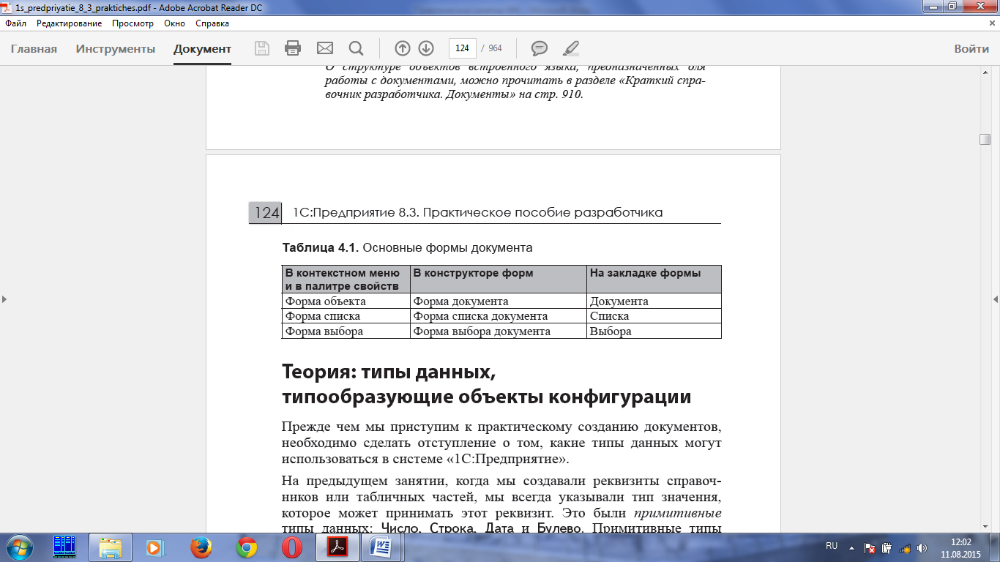 1s_predpriyatie_8_3_praktiches.pdf - Adobe Acrobat Reader DC
Файл Редактирование Просмотр Окно Справка
Главная Инструменты Документ 124 / 964 Войти
О структуре объектов встроенного языка, предназначенных для
работы с документами, можно прочитать в разделе «Краткий спра-
вочник разработчика. Документы» на стр. 910.
124 1С:Предприятие 8.3. Практическое пособие разработчика
Таблица 4.1. Основные формы документа
В контекстном меню и в палитре свойств В конструкторе форм На закладке формы
Форма объекта Форма документа Документа
Форма списка Форма списка документа Списка
Форма выбора Форма выбора документа Выбора
Теория: типы данных,
типообразующие объекты конфигурации
Прежде чем мы приступим к практическому созданию документов,
необходимо сделать отступление о том, какие типы данных могут
использоваться в системе «1С:Предприятие».
На предыдущем занятии, когда мы создавали реквизиты справоч-
ников или табличных частей, мы всегда указывали тип значения,
которое может принимать этот реквизит. Это были примитивные
типы данных: Число, Строка, Дата и Булево. Примитивные типы
RU 12:02
11.08.2015